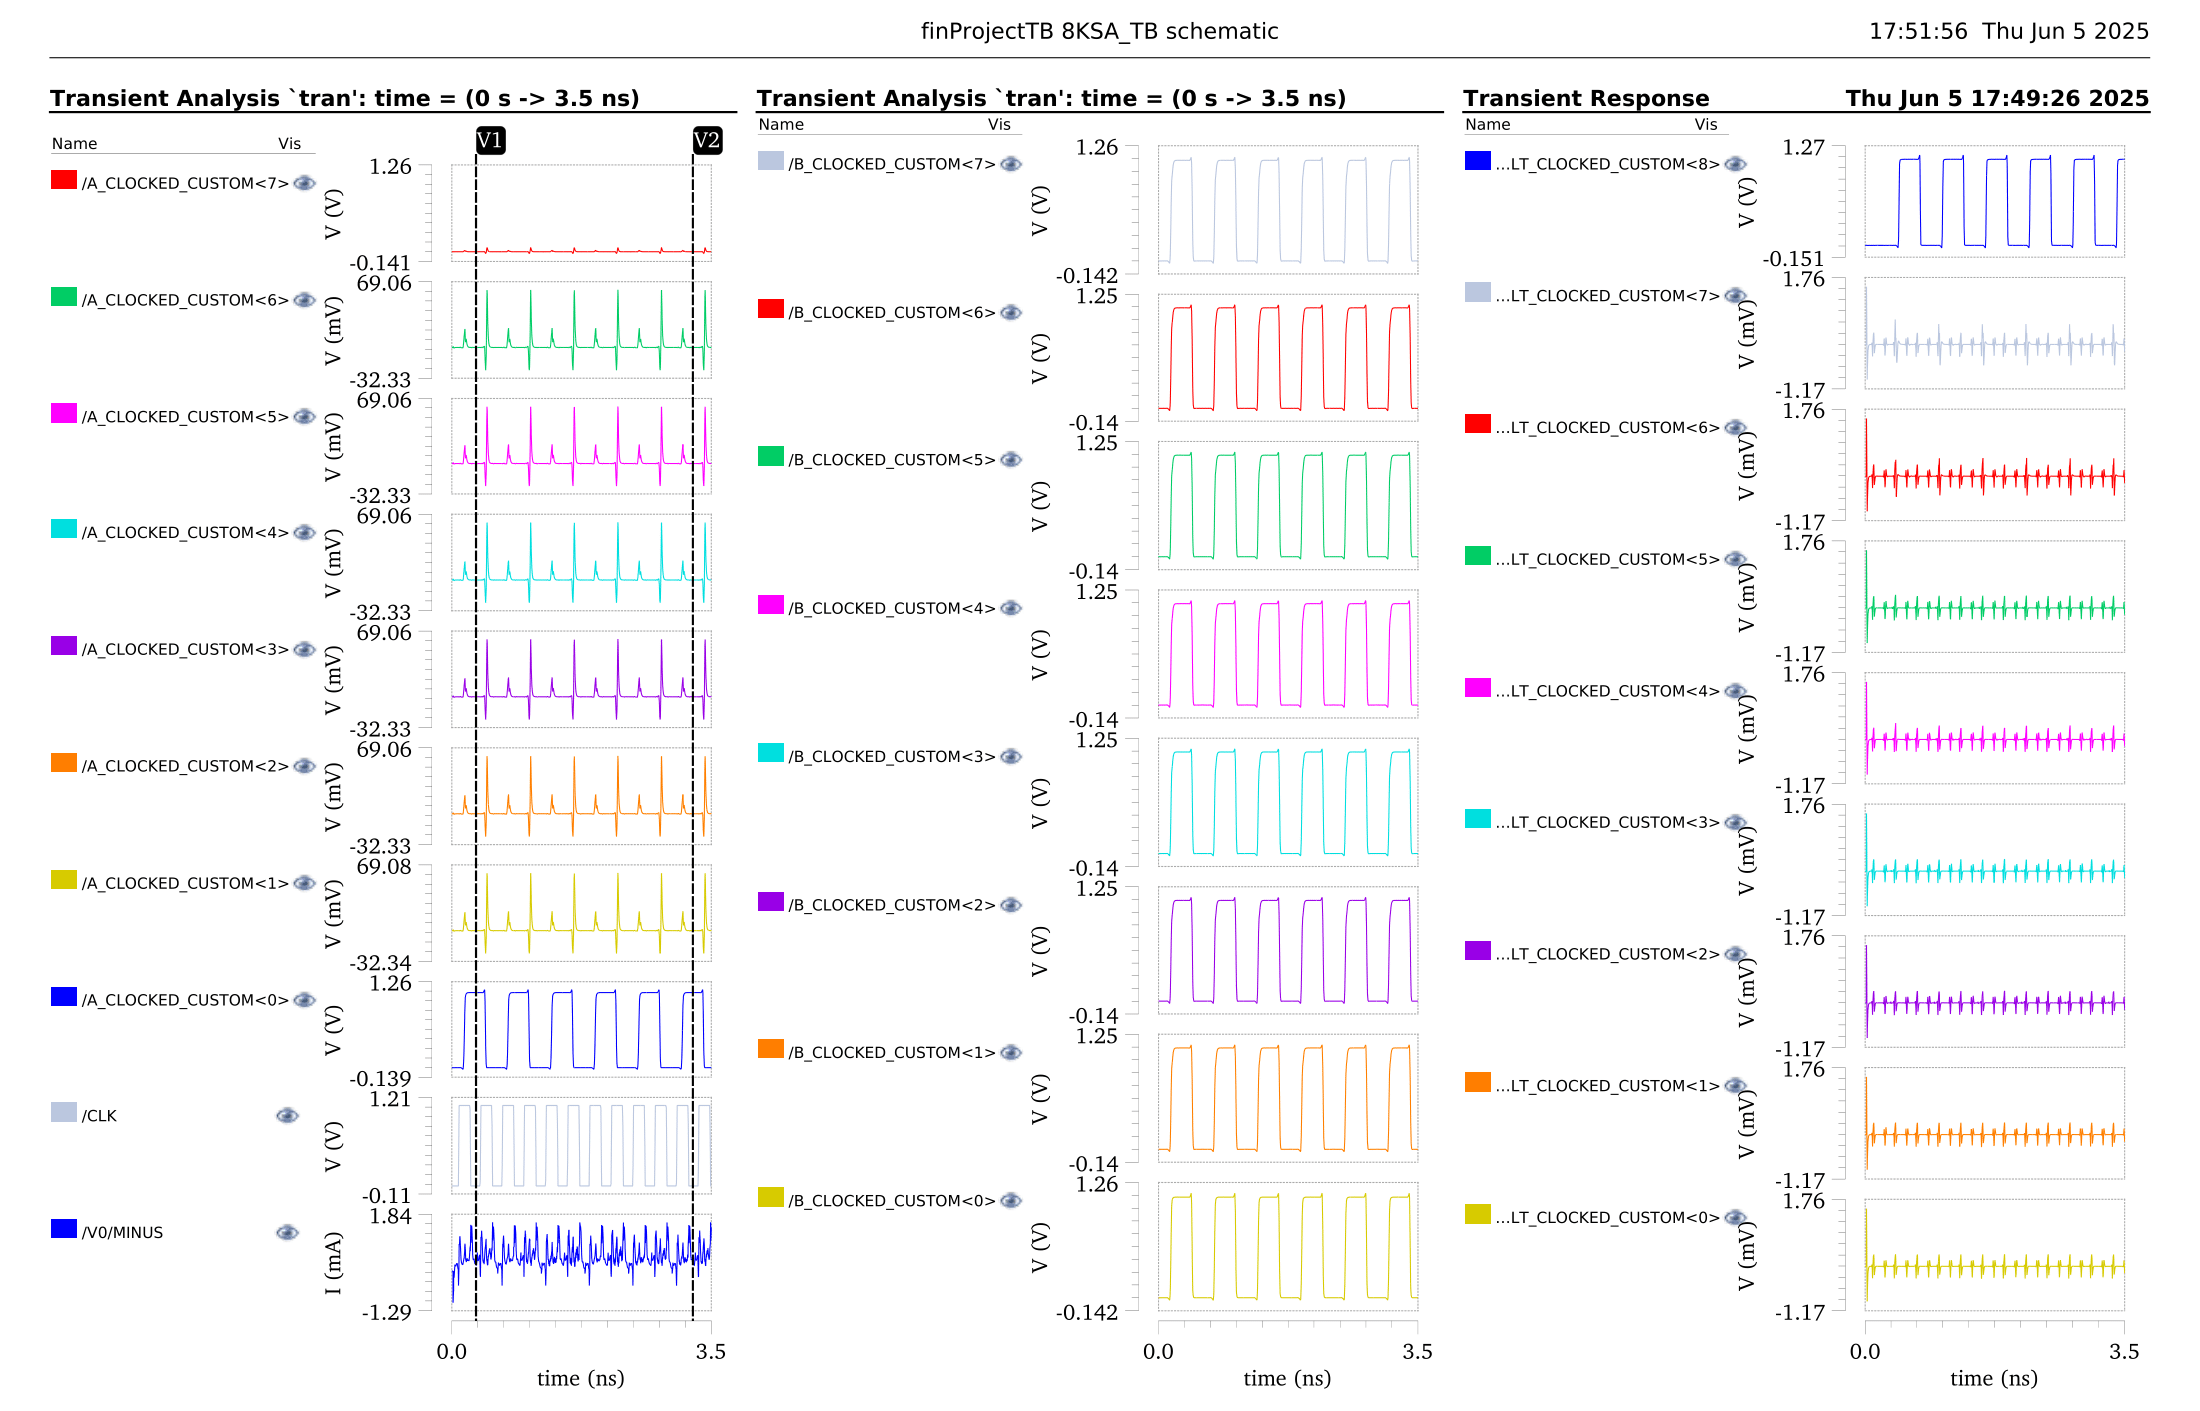 finProjectTB 8KSA_TB schematic
17:51:56 Thu Jun 5 2025
Transient Analysis `tran': time = (0 s -> 3.5 ns)
Name Vis
V1
V2
/A_CLOCKED_CUSTOM<7>
V (V)
1.26
-0.141
/A_CLOCKED_CUSTOM<6>
V (mV)
69.06
-32.33
/A_CLOCKED_CUSTOM<5>
V (mV)
69.06
-32.33
/A_CLOCKED_CUSTOM<4>
V (mV)
69.06
-32.33
/A_CLOCKED_CUSTOM<3>
V (mV)
69.06
-32.33
/A_CLOCKED_CUSTOM<2>
V (mV)
69.06
-32.33
/A_CLOCKED_CUSTOM<1>
V (mV)
69.08
-32.34
/A_CLOCKED_CUSTOM<0>
V (V)
1.26
-0.139
/CLK
V (V)
1.21
-0.11
/V0/MINUS
I (mA)
1.84
-1.29
0.0
3.5
time (ns)
Transient Analysis `tran': time = (0 s -> 3.5 ns)
Name Vis
/B_CLOCKED_CUSTOM<7>
V (V)
1.26
-0.142
/B_CLOCKED_CUSTOM<6>
V (V)
1.25
-0.14
/B_CLOCKED_CUSTOM<5>
V (V)
1.25
-0.14
/B_CLOCKED_CUSTOM<4>
V (V)
1.25
-0.14
/B_CLOCKED_CUSTOM<3>
V (V)
1.25
-0.14
/B_CLOCKED_CUSTOM<2>
V (V)
1.25
-0.14
/B_CLOCKED_CUSTOM<1>
V (V)
1.25
-0.14
/B_CLOCKED_CUSTOM<0>
V (V)
1.26
-0.142
0.0
3.5
time (ns)
Transient Response
Thu Jun 5 17:49:26 2025
Name Vis
...LT_CLOCKED_CUSTOM<8>
V (V)
1.27
-0.151
...LT_CLOCKED_CUSTOM<7>
V (mV)
1.76
-1.17
...LT_CLOCKED_CUSTOM<6>
V (mV)
1.76
-1.17
...LT_CLOCKED_CUSTOM<5>
V (mV)
1.76
-1.17
...LT_CLOCKED_CUSTOM<4>
V (mV)
1.76
-1.17
...LT_CLOCKED_CUSTOM<3>
V (mV)
1.76
-1.17
...LT_CLOCKED_CUSTOM<2>
V (mV)
1.76
-1.17
...LT_CLOCKED_CUSTOM<1>
V (mV)
1.76
-1.17
...LT_CLOCKED_CUSTOM<0>
V (mV)
1.76
-1.17
0.0
3.5
time (ns)